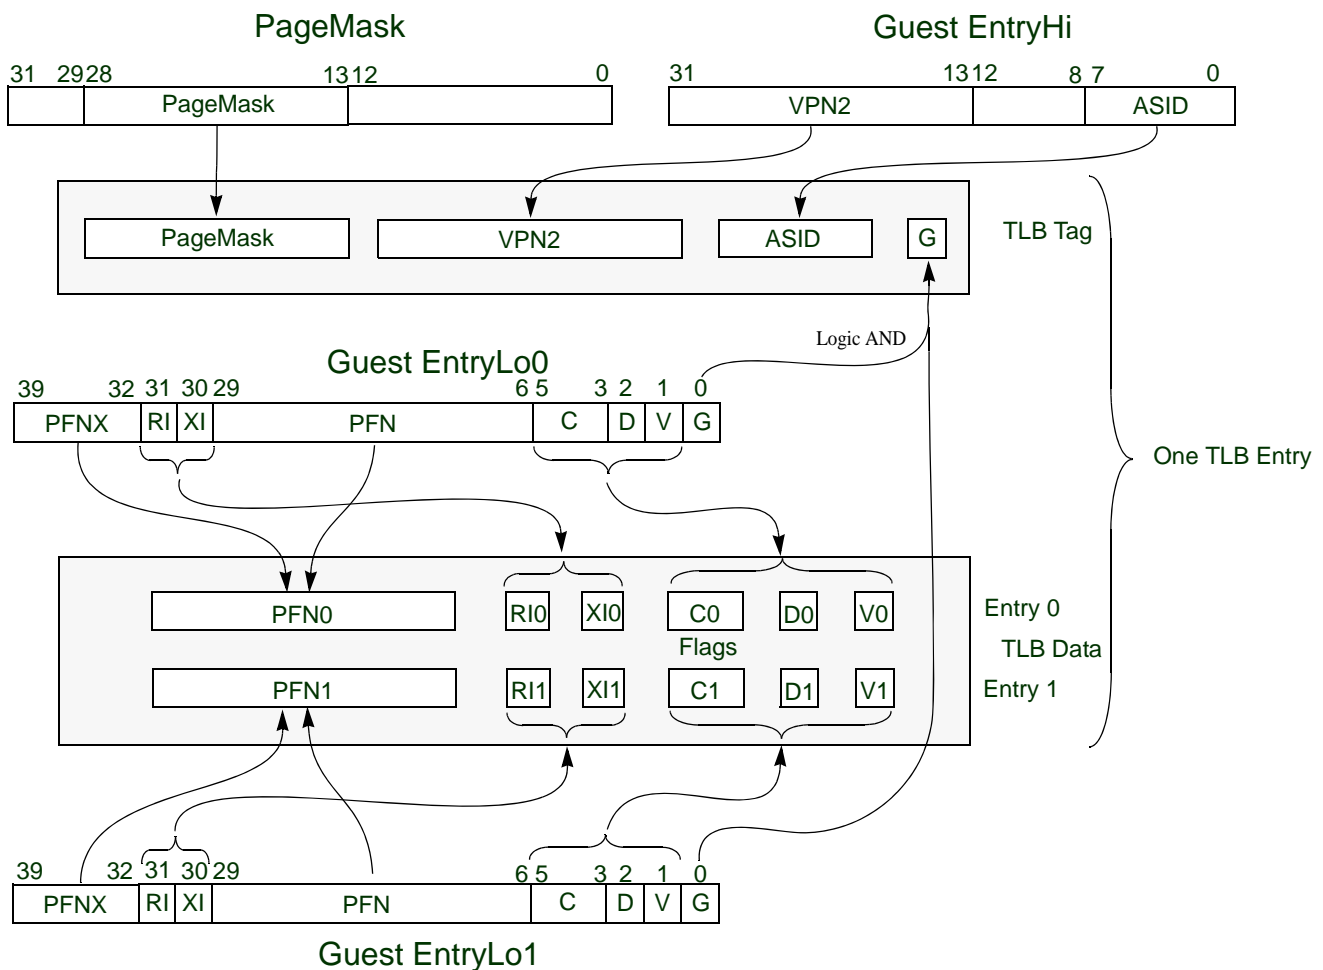 PageMask Guest EntryHi
31 29 28 13 12 0 31 13 12 8 7 0
PageMask VPN2 ASID
PageMask VPN2 ASID G TLB Tag
Logic AND
Guest EntryLo0
39 32 31 30 29 6 5 3 2 1 0
PFNX RI XI PFN C D V G
One TLB Entry
PFN0 RI0 XI0 C0 D0 V0 Entry 0
Flags TLB Data
PFN1 RI1 XI1 C1 D1 V1 Entry 1
39 32 31 30 29 6 5 3 2 1 0
PFNX RI XI PFN C D V G
Guest EntryLo1